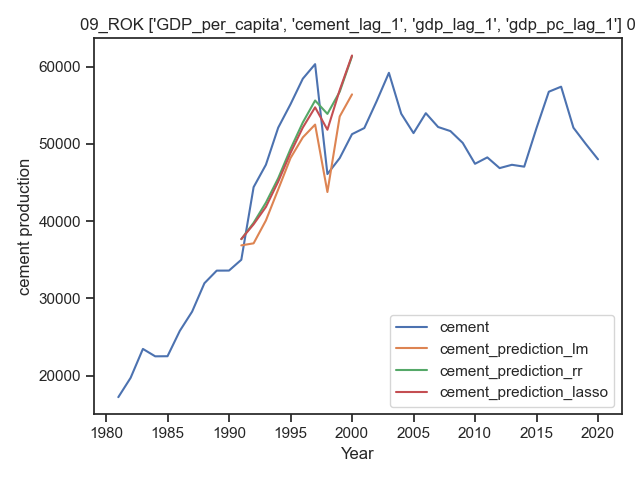 09_ROK ['GDP_per_capita', 'cement_lag_1', 'gdp_lag_1', 'gdp_pc_lag_1'] 0
60000
50000
40000
30000
20000
cement production
1980
1985
1990
1995
2000
2005
2010
2015
2020
Year
cement
cement_prediction_lm
cement_prediction_rr
cement_prediction_lasso